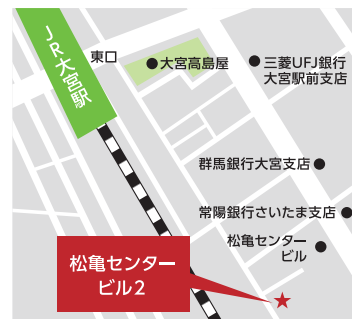 JR大宮駅
東口
大宮高島屋
三菱UFJ銀行
大宮駅前支店
群馬銀行大宮支店
常陽銀行さいたま支店
松亀センター
ビル
松亀センター
ビル2